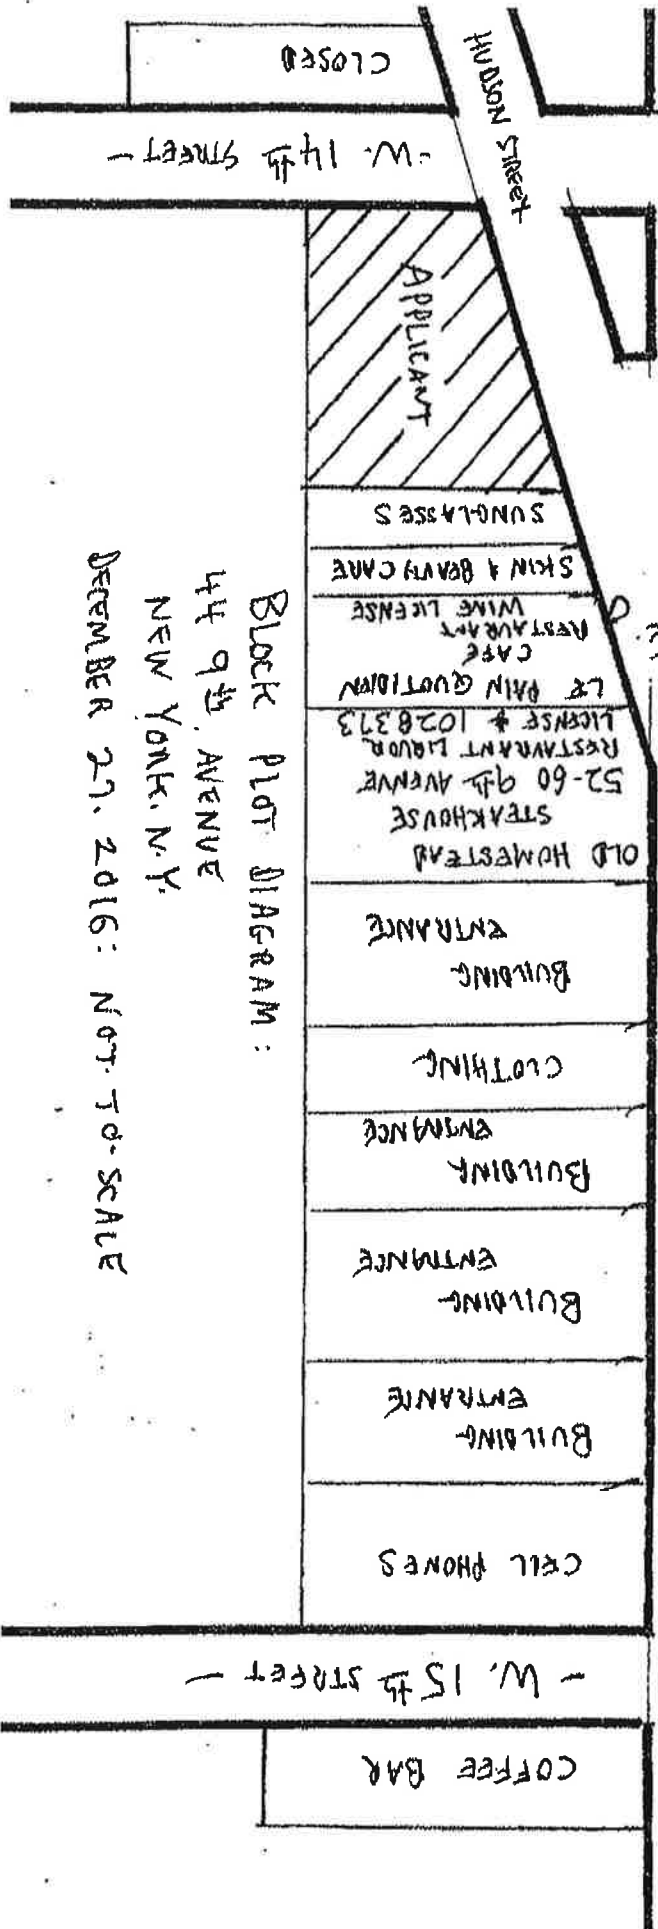 CLOSED
HUDSON STREET
- W. 14th STREET -
APPLICANT
SUNGLASSES
SKIN & BEAUTY CARE
LE PAIN QUOTIDIEN
CAFE
RESTAURANT
WINE LICENSE
OLD HOMESTEAD
STEAKHOUSE
52-60 9th AVENUE
RESTAURANT LIQUOR
LICENSE # 1028373
BUILDING
ENTRANCE
CLOTHING
BUILDING
ENTRANCE
BUILDING
ENTRANCE
BUILDING
ENTRANCE
CELL PHONES
- W. 15th STREET -
COFFEE BAR
BLOCK PLOT DIAGRAM:
44 9th AVENUE
NEW YORK, N.Y.
DECEMBER 27, 2016: NOT-TO-SCALE